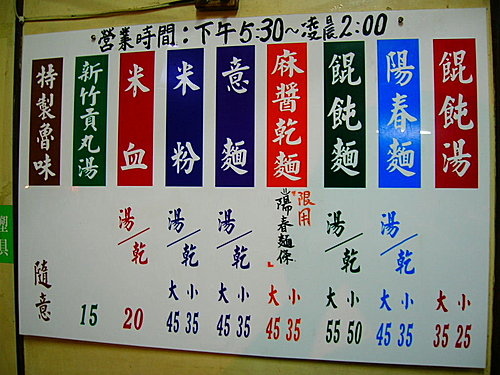 營業時間：下午5:30～凌晨2:00
餛飩湯
大 小
35 25
陽春麵
湯/乾
大 小
45 35
餛飩麵
湯/乾
大 小
55 50
麻醬乾麵
"限用
陽春麵條"
大 小
45 35
意麵
湯/乾
大 小
45 35
米粉
湯/乾
大 小
45 35
米血
湯/乾
20
新竹貢丸湯
15
特製魯味
隨意